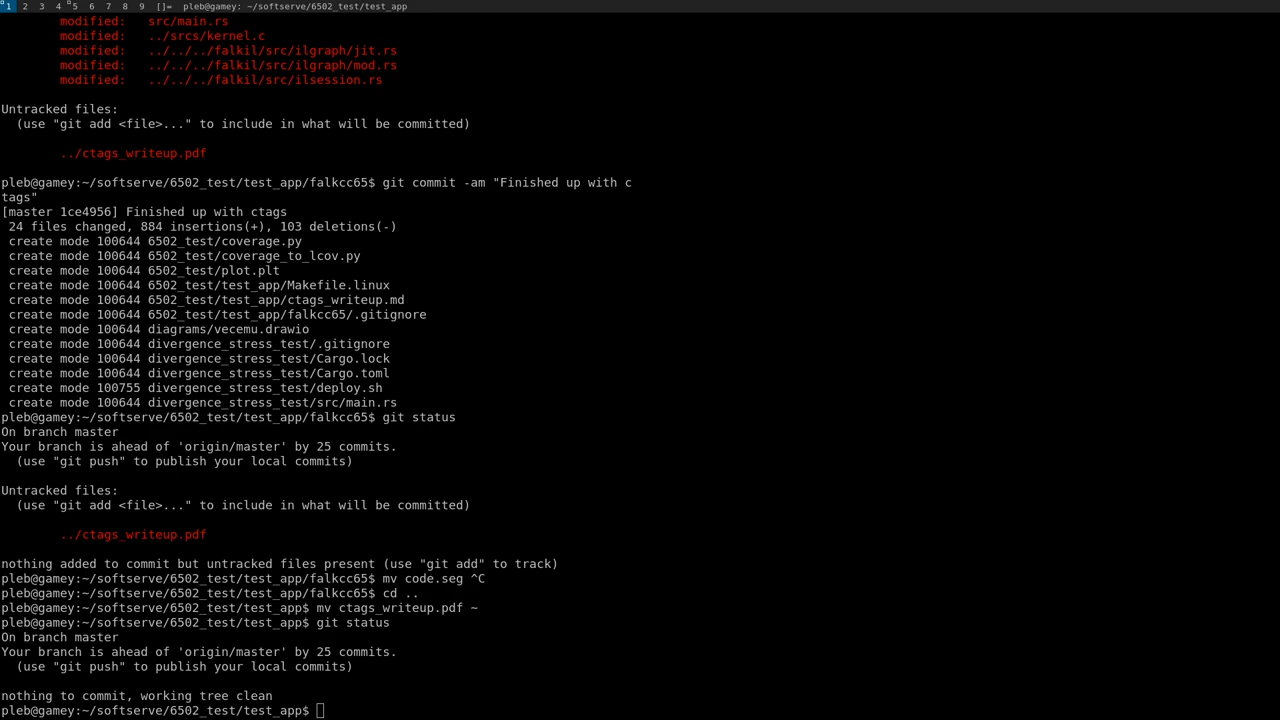 1 2 3 4 5 6 7 8 9 []= pleb@gamey: ~/softserve/6502_test/test_app
modified: src/main.rs
modified: ../srcs/kernel.c
modified: ../../../falkil/src/ilgraph/jit.rs
modified: ../../../falkil/src/ilgraph/mod.rs
modified: ../../../falkil/src/ilsession.rs
Untracked files:
(use "git add <file>..." to include in what will be committed)
../ctags_writeup.pdf
pleb@gamey:~/softserve/6502_test/test_app/falkcc65$ git commit -am "Finished up with c
tags"
[master 1ce4956] Finished up with ctags
24 files changed, 884 insertions(+), 103 deletions(-)
create mode 100644 6502_test/coverage.py
create mode 100644 6502_test/coverage_to_lcov.py
create mode 100644 6502_test/plot.plt
create mode 100644 6502_test/test_app/Makefile.linux
create mode 100644 6502_test/test_app/ctags_writeup.md
create mode 100644 6502_test/test_app/falkcc65/.gitignore
create mode 100644 diagrams/vecemu.drawio
create mode 100644 divergence_stress_test/.gitignore
create mode 100644 divergence_stress_test/Cargo.lock
create mode 100644 divergence_stress_test/Cargo.toml
create mode 100755 divergence_stress_test/deploy.sh
create mode 100644 divergence_stress_test/src/main.rs
pleb@gamey:~/softserve/6502_test/test_app/falkcc65$ git status
On branch master
Your branch is ahead of 'origin/master' by 25 commits.
(use "git push" to publish your local commits)
Untracked files:
(use "git add <file>..." to include in what will be committed)
../ctags_writeup.pdf
nothing added to commit but untracked files present (use "git add" to track)
pleb@gamey:~/softserve/6502_test/test_app/falkcc65$ mv code.seg ^C
pleb@gamey:~/softserve/6502_test/test_app/falkcc65$ cd ..
pleb@gamey:~/softserve/6502_test/test_app$ mv ctags_writeup.pdf ~
pleb@gamey:~/softserve/6502_test/test_app$ git status
On branch master
Your branch is ahead of 'origin/master' by 25 commits.
(use "git push" to publish your local commits)
nothing to commit, working tree clean
pleb@gamey:~/softserve/6502_test/test_app$